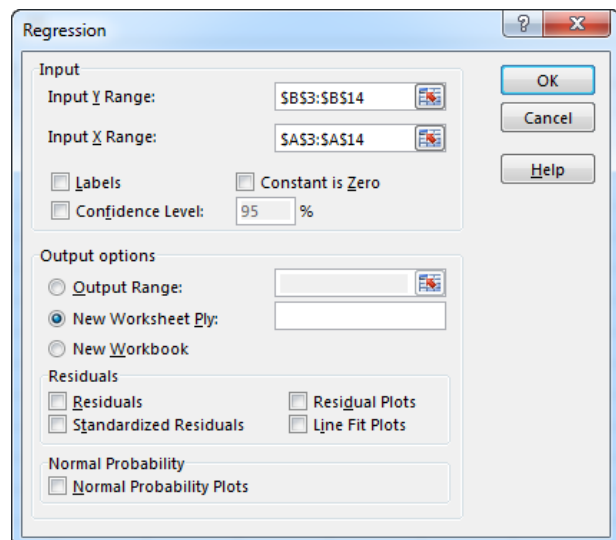 Regression
?
X
Input
Input Y Range:
$B$3:$B$14
Input X Range:
$A$3:$A$14
Labels
Constant is Zero
Confidence Level:
95
%
OK
Cancel
Help
Output options
Output Range:
New Worksheet Ply:
New Workbook
Residuals
Residuals
Residual Plots
Standardized Residuals
Line Fit Plots
Normal Probability
Normal Probability Plots